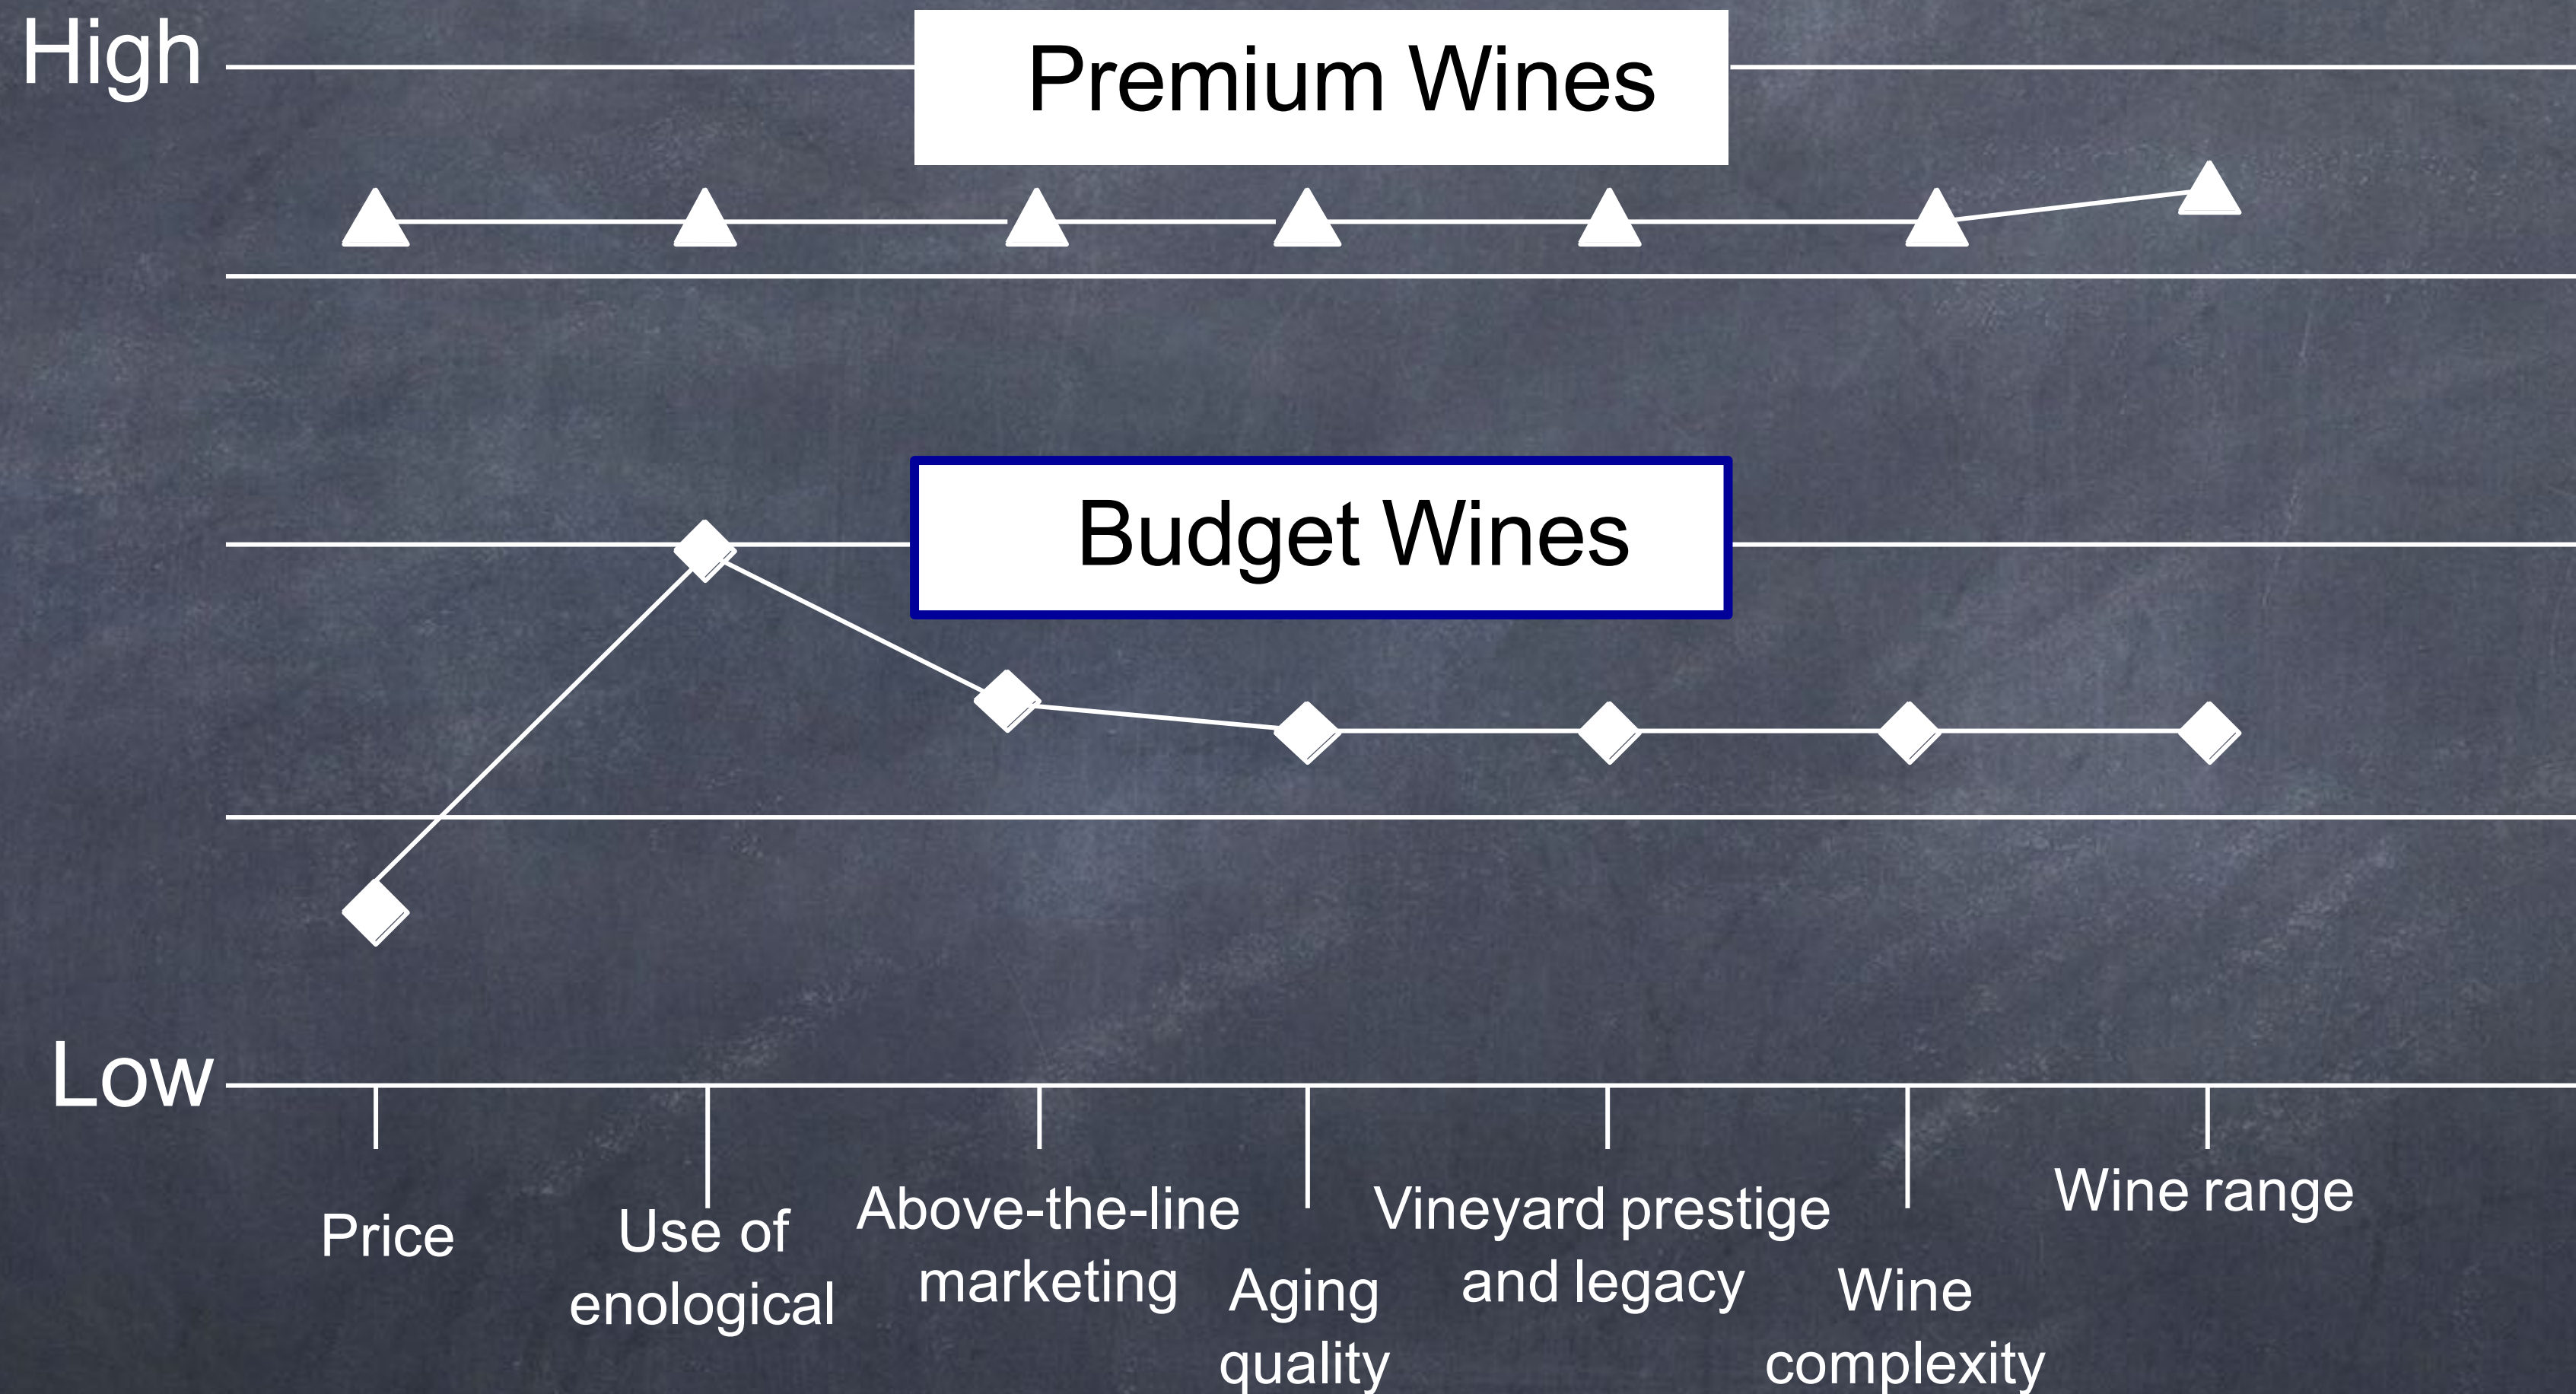 High
Premium Wines
Budget Wines
Low
Price
Use of
enological
Above-the-line
marketing
Aging
quality
Vineyard prestige
and legacy
Wine
complexity
Wine range